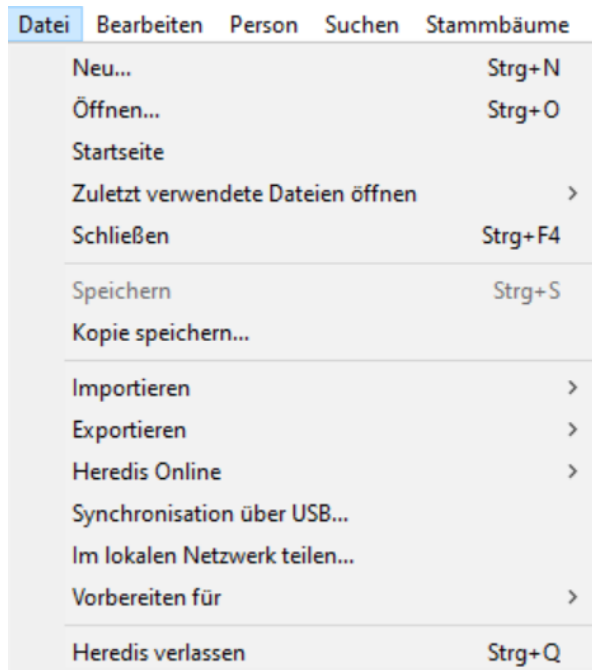 Datei Bearbeiten Person Suchen Stammbäume
Neu... Strg+N
Öffnen... Strg+O
Startseite
Zuletzt verwendete Dateien öffnen
Schließen Strg+F4
Speichern Strg+S
Kopie speichern...
Importieren
Exportieren
Heredis Online
Synchronisation über USB...
Im lokalen Netzwerk teilen...
Vorbereiten für
Heredis verlassen Strg+Q